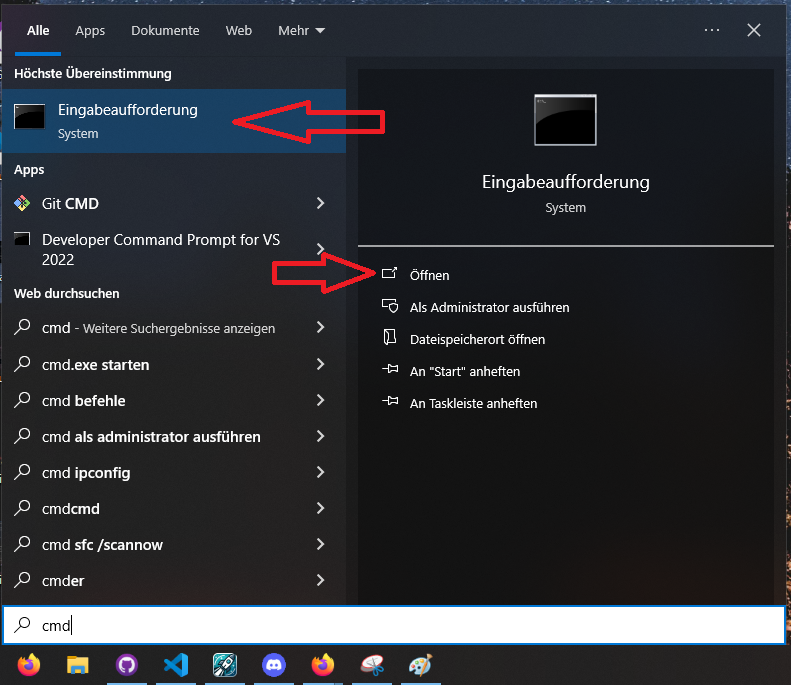 Alle Apps Dokumente Web Mehr
Höchste Übereinstimmung
Eingabeaufforderung
System
Apps
Git CMD
Developer Command Prompt for VS
2022
Web durchsuchen
cmd - Weitere Suchergebnisse anzeigen
cmd.exe starten
cmd befehle
cmd als administrator ausführen
cmd ipconfig
cmdcmd
cmd sfc /scannow
cmder
Eingabeaufforderung
System
Öffnen
Als Administrator ausführen
Dateispeicherort öffnen
An "Start" anheften
An Taskleiste anheften
cmd